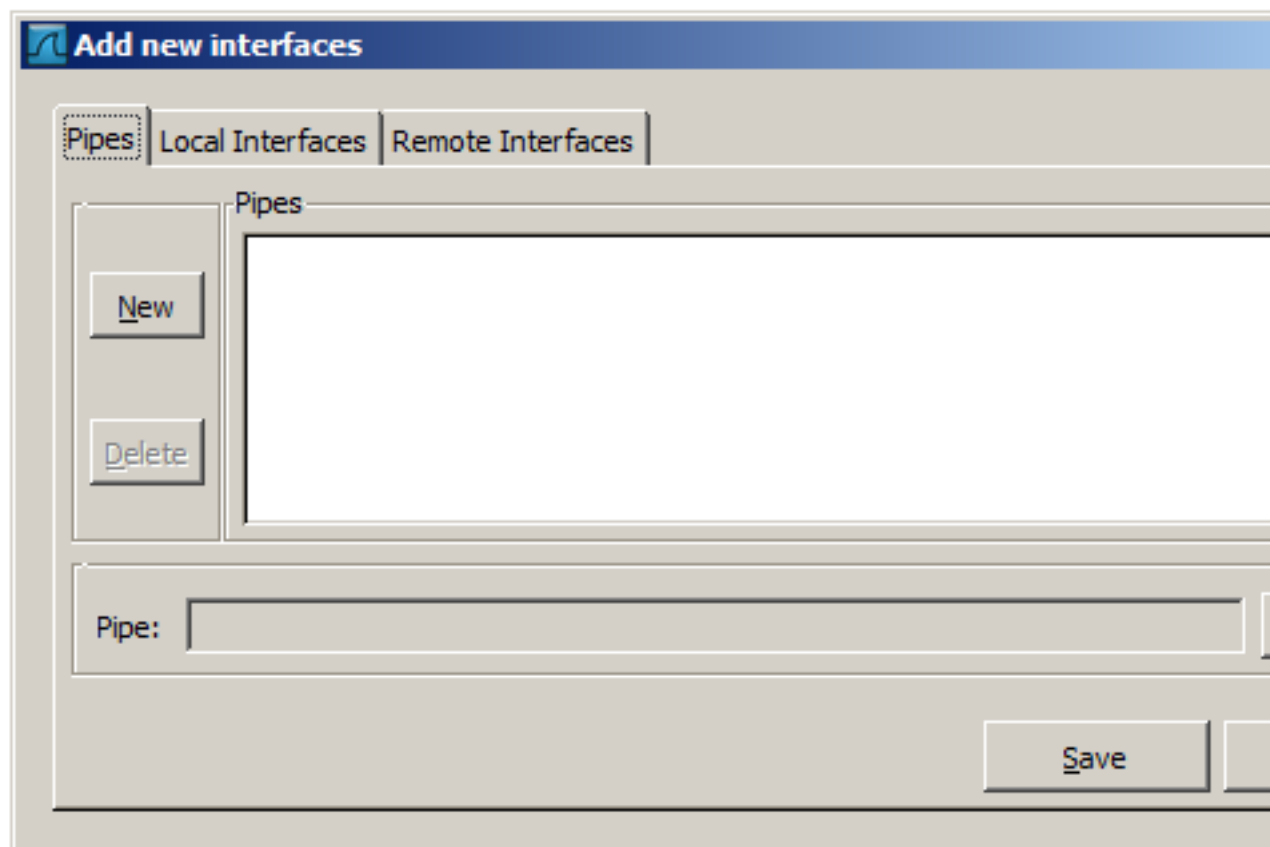 Add new interfaces
Pipes Local Interfaces Remote Interfaces
Pipes
New
Delete
Pipe:
Save